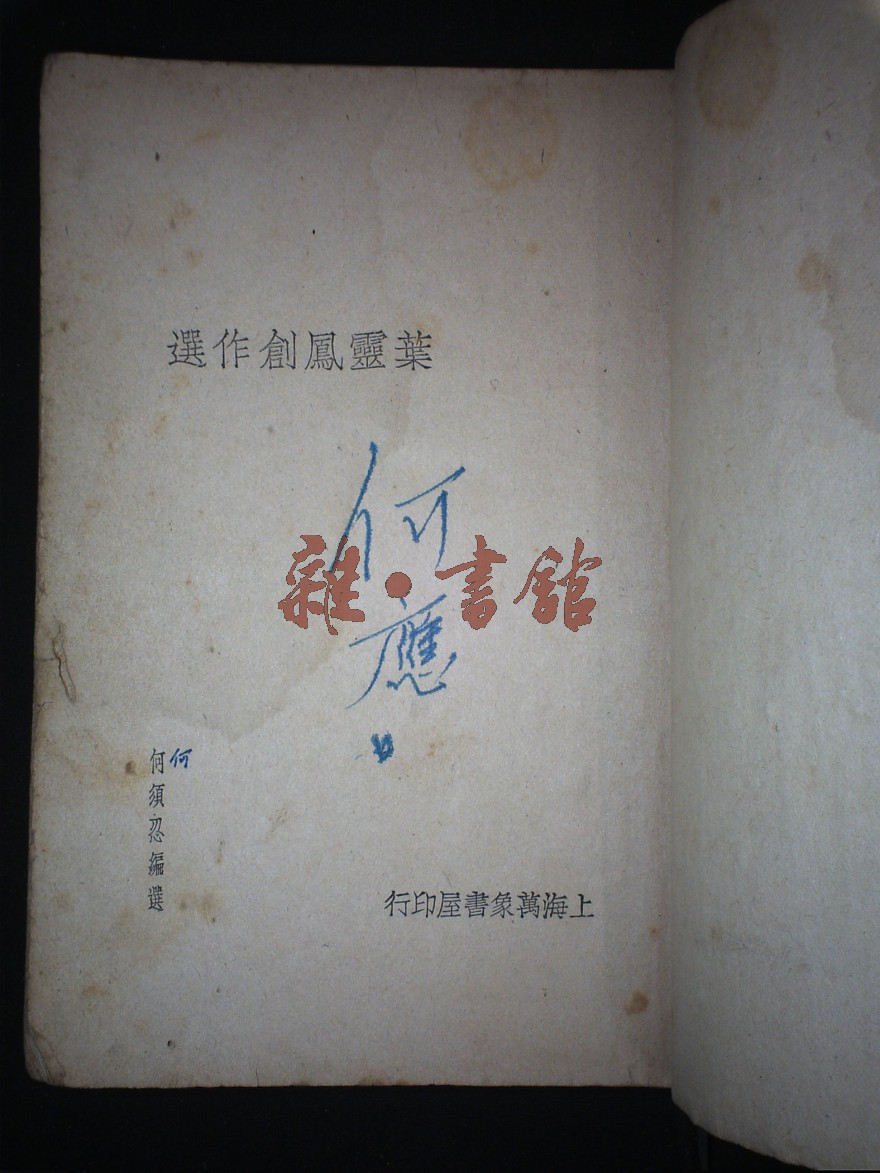 葉靈鳳創作選
何
應
雜·書館
何
何須忍編選
上海萬象書屋印行